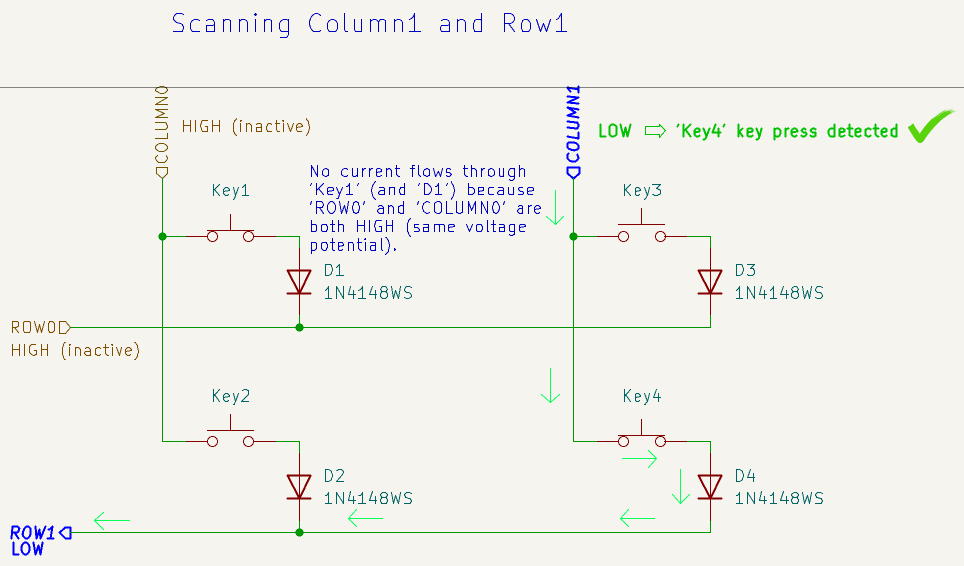 Scanning Column1 and Row1
COLUMN0
HIGH (inactive)
COLUMN1
LOW ⇨ 'Key4' key press detected
No current flows through
'Key1' (and 'D1') because
'ROW0' and 'COLUMN0' are
both HIGH (same voltage
potential).
Key1
Key3
D1
1N4148WS
D3
1N4148WS
ROW0
HIGH (inactive)
Key2
Key4
D2
1N4148WS
D4
1N4148WS
ROW1
LOW